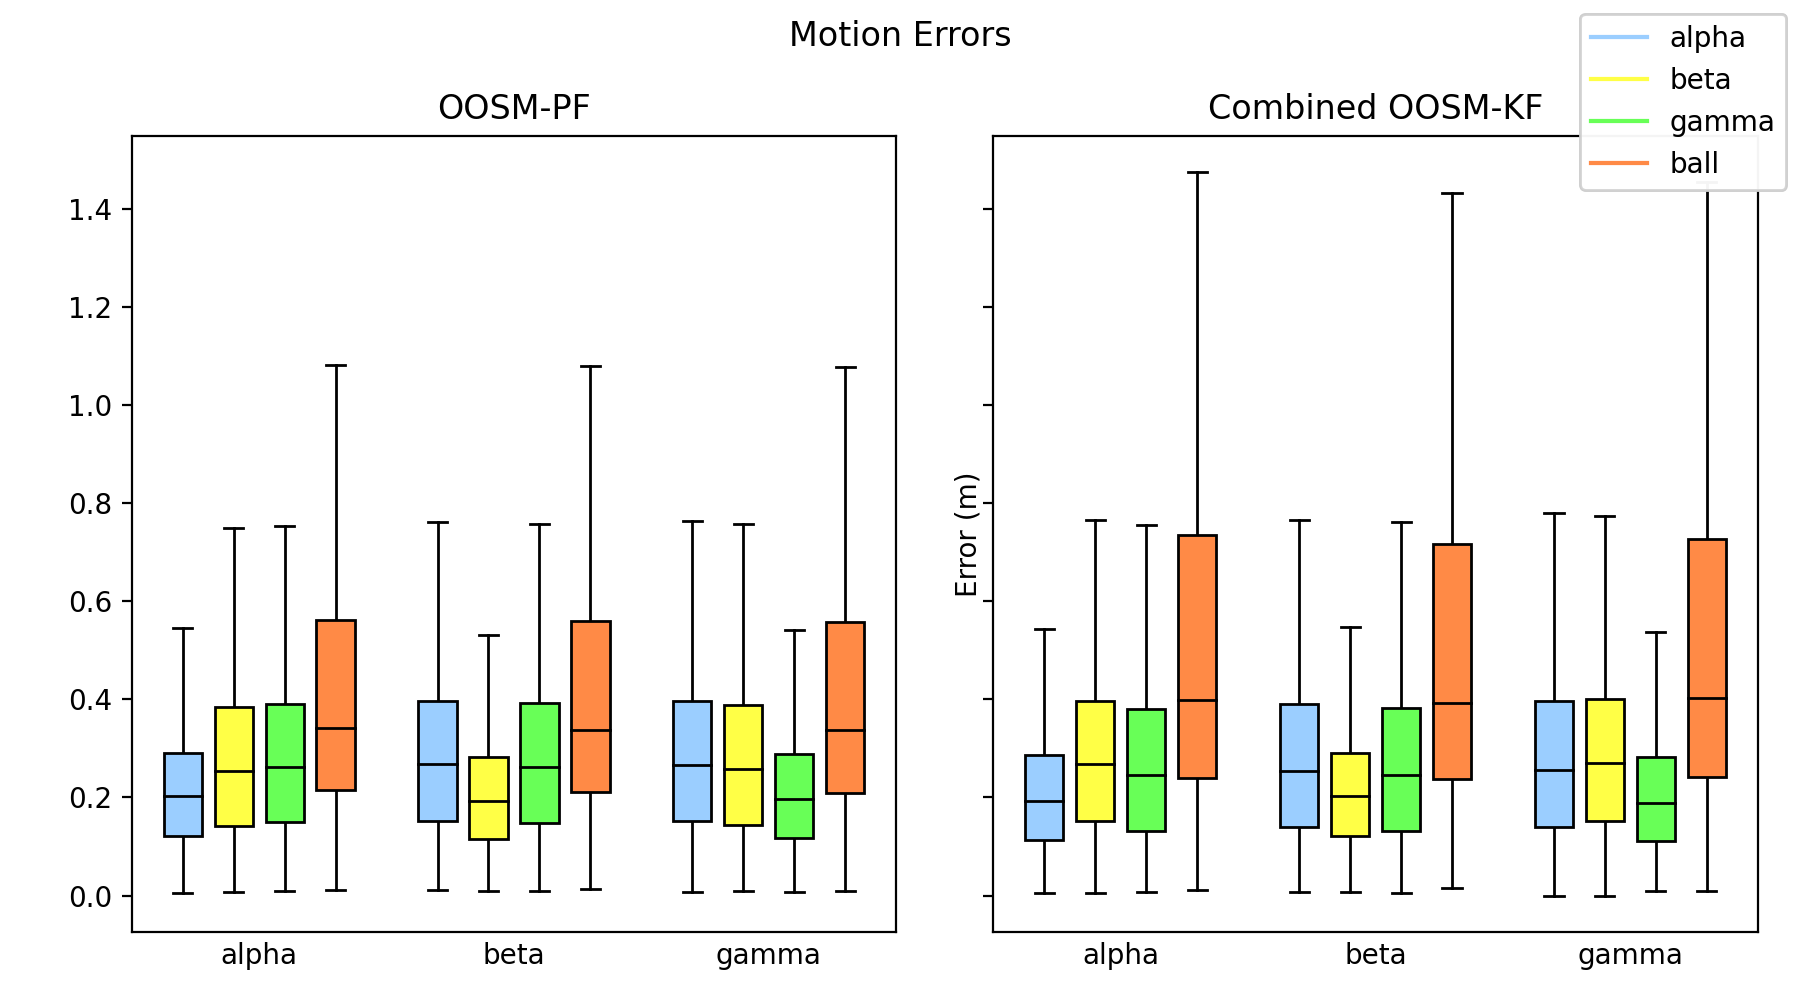 Motion Errors
alpha
beta
gamma
ball
OOSM-PF
Combined OOSM-KF
1.4
1.2
1.0
0.8
0.6
0.4
0.2
0.0
Error (m)
alpha
beta
gamma
alpha
beta
gamma